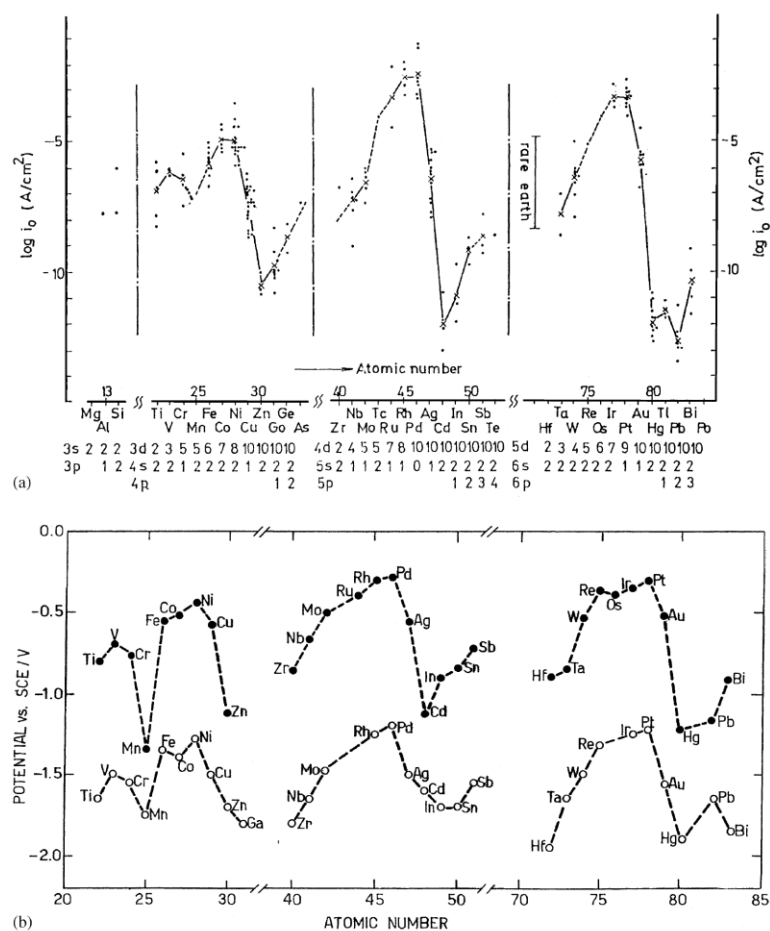 -5
-10
log i₀ (A/cm²)
rare earth
-5
-10
log i₀ (A/cm²)
Atomic number
13 25 30 40 45 50 75 80
Mg Si Ti Cr Fe Ni Zn Ge Nb Tc Rh Ag In Sb Ta Re Ir Au Tl Bi
Al V Mn Co Cu Go As Zr Mo Ru Pd Cd Sn Te Hf W Os Pt Hg Pb Po
3s 2 2 2 3d 2 3 5 5 6 7 8 10 10 10 10 4d 2 4 5 5 7 8 10 10 10 10 10 10 10 5d 2 3 4 5 6 7 9 10 10 10 10 10
3p 1 2 4s 2 2 1 2 2 2 2 1 2 2 2 5s 2 1 1 2 1 1 0 1 2 2 2 2 2 6s 2 2 2 2 2 2 1 1 2 2 2 2
(a) 4p 1 2 5p 1 2 3 4 6p 1 2 3
0.0
-0.5
-1.0
-1.5
-2.0
POTENTIAL vs. SCE/V
Ti V Cr Mn Fe Co Ni Cu Zn
Zr Nb Mo Ru Rh Pd Ag Cd In Sn Sb
Hf Ta W Re Os Ir Pt Au Hg Pb Bi
Ti V Cr Mn Fe Co Ni Cu Zn Ga
Zr Nb Mo Rh Pd Ag Cd In Sn Sb
Hf Ta W Re Ir Pt Au Hg Pb Bi
20 25 30 40 45 50 70 75 80 85
(b) ATOMIC NUMBER